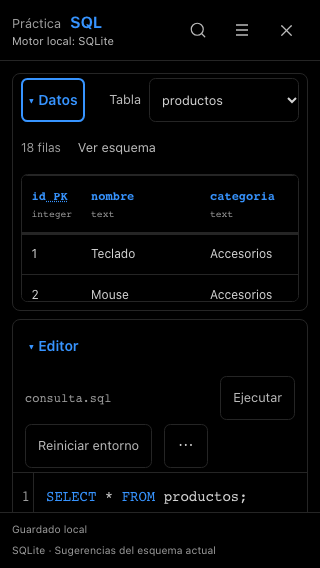 Práctica SQL
Motor local: SQLite
▾ Datos
Tabla
productos
18 filas
Ver esquema
id PK nombre categoria
integer text text
1 Teclado Accesorios
2 Mouse Accesorios
▾ Editor
consulta.sql
Ejecutar
Reiniciar entorno
...
1 SELECT * FROM productos;
Guardado local
SQLite · Sugerencias del esquema actual